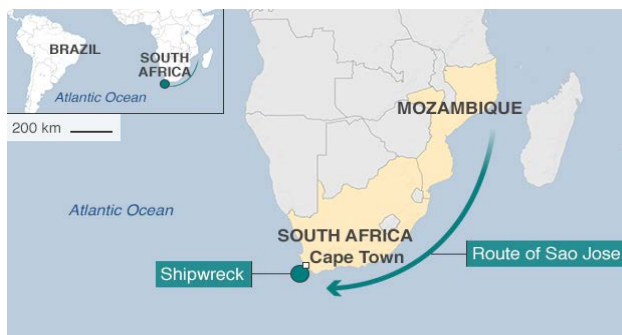 BRAZIL
SOUTH
AFRICA
Atlantic Ocean
200 km
MOZAMBIQUE
Atlantic Ocean
SOUTH AFRICA
Cape Town
Route of Sao Jose
Shipwreck